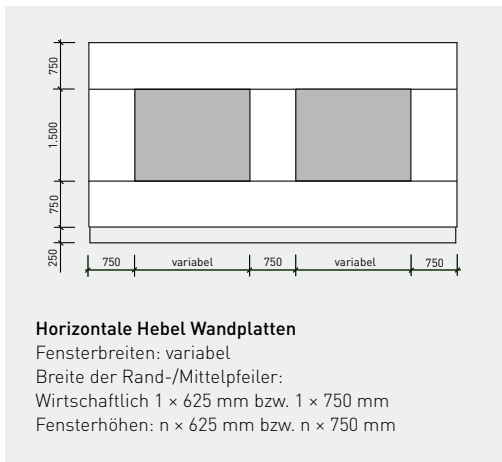 750
1.500
750
250
750 variabel 750 variabel 750
Horizontale Hebel Wandplatten
Fensterbreiten: variabel
Breite der Rand-/Mittelpfeiler:
Wirtschaftlich 1 × 625 mm bzw. 1 × 750 mm
Fensterhöhen: n × 625 mm bzw. n × 750 mm